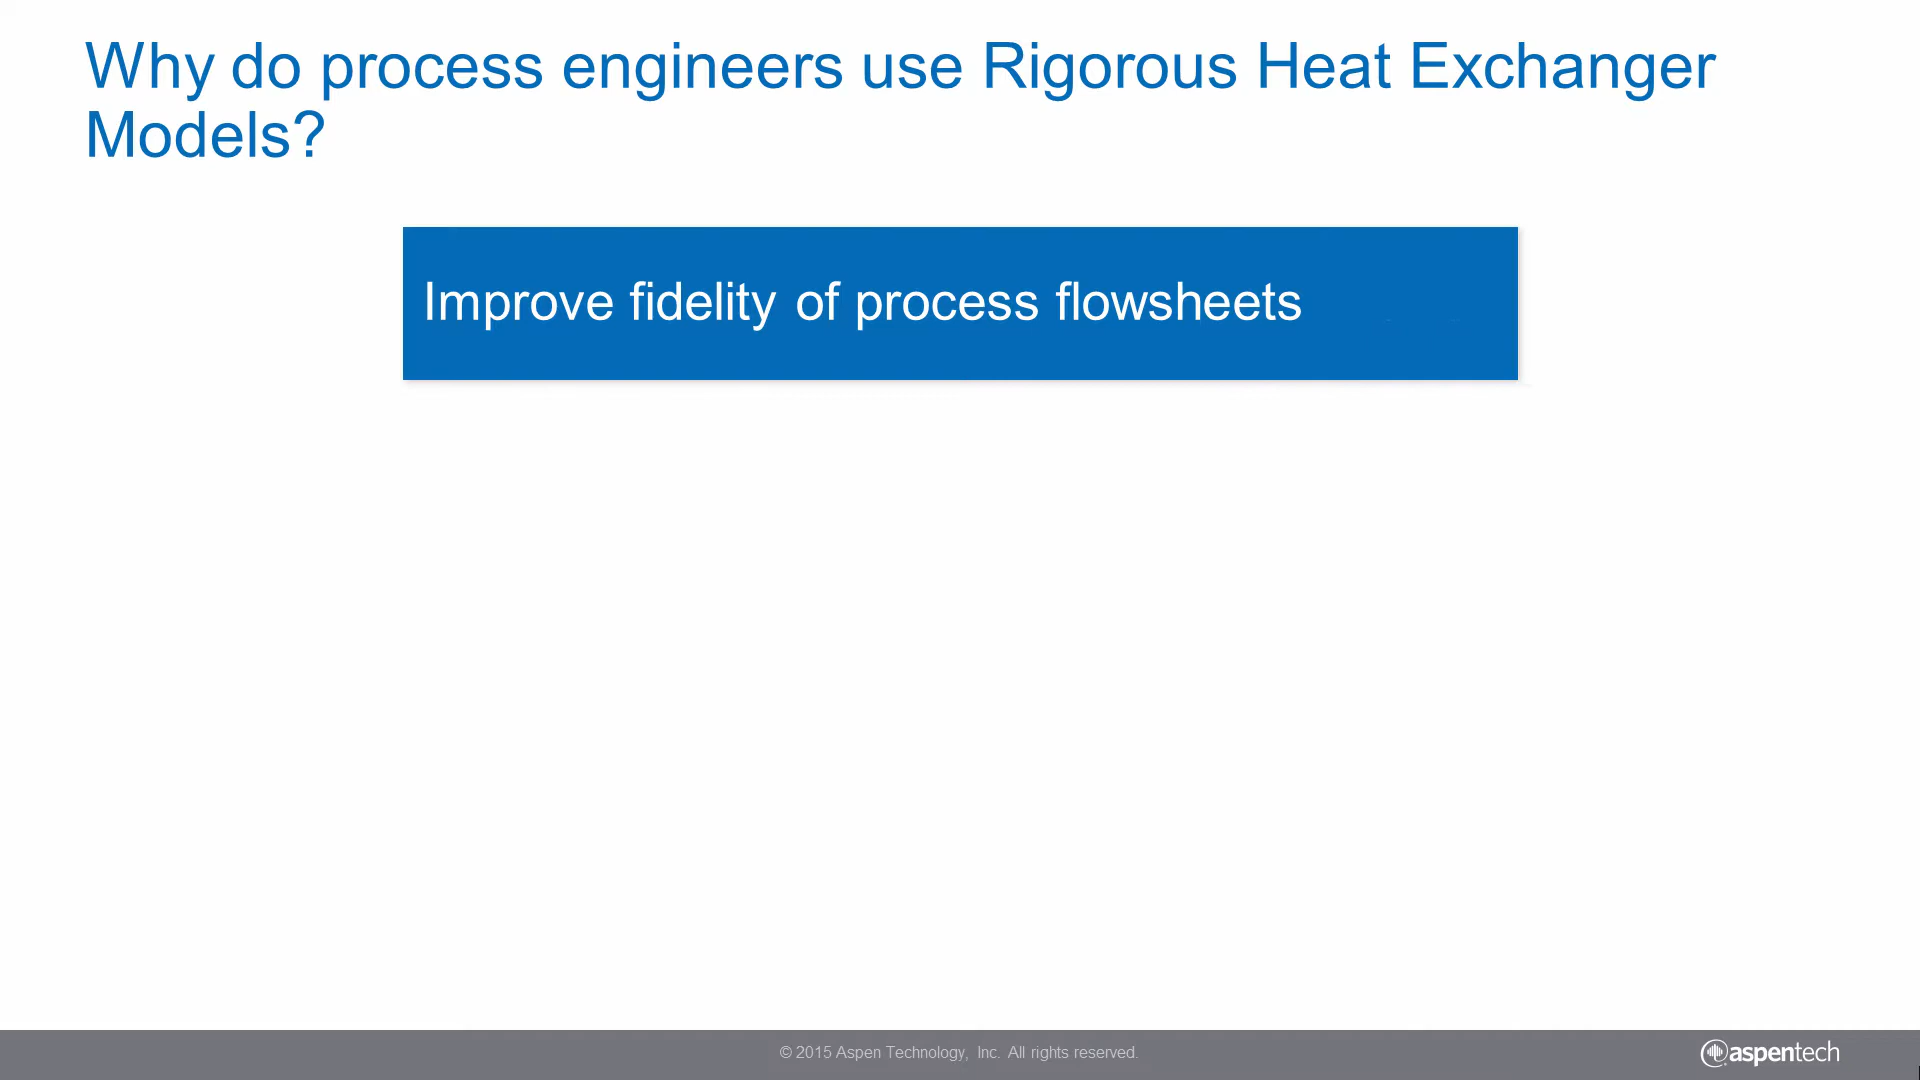 Why do process engineers use Rigorous Heat Exchanger
Models?
Improve fidelity of process flowsheets
© 2015 Aspen Technology, Inc. All rights reserved.
aspentech